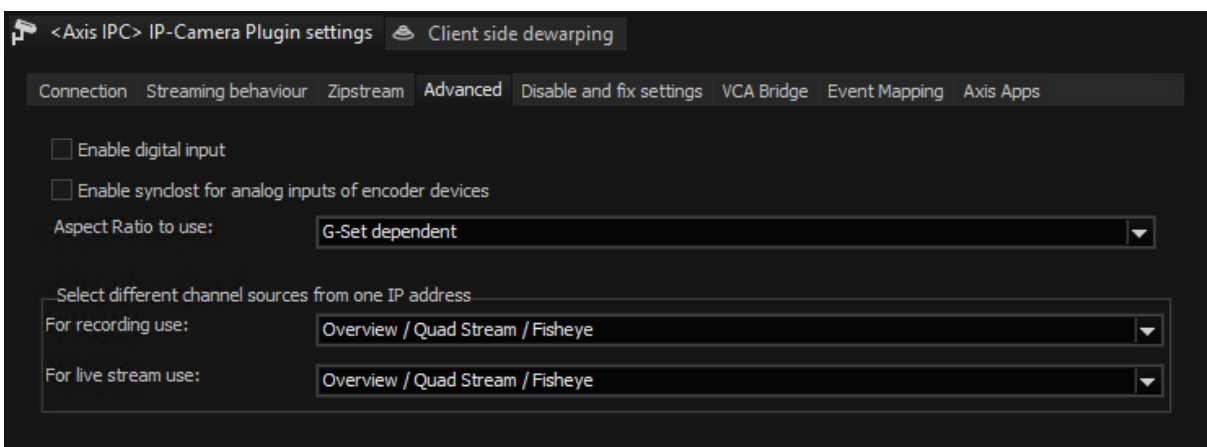 <Axis IPC> IP-Camera Plugin settings Client side dewarping
Connection Streaming behaviour Zipstream Advanced Disable and fix settings VCA Bridge Event Mapping Axis Apps
Enable digital input
Enable synclost for analog inputs of encoder devices
Aspect Ratio to use: G-Set dependent
Select different channel sources from one IP address
For recording use: Overview / Quad Stream / Fisheye
For live stream use: Overview / Quad Stream / Fisheye